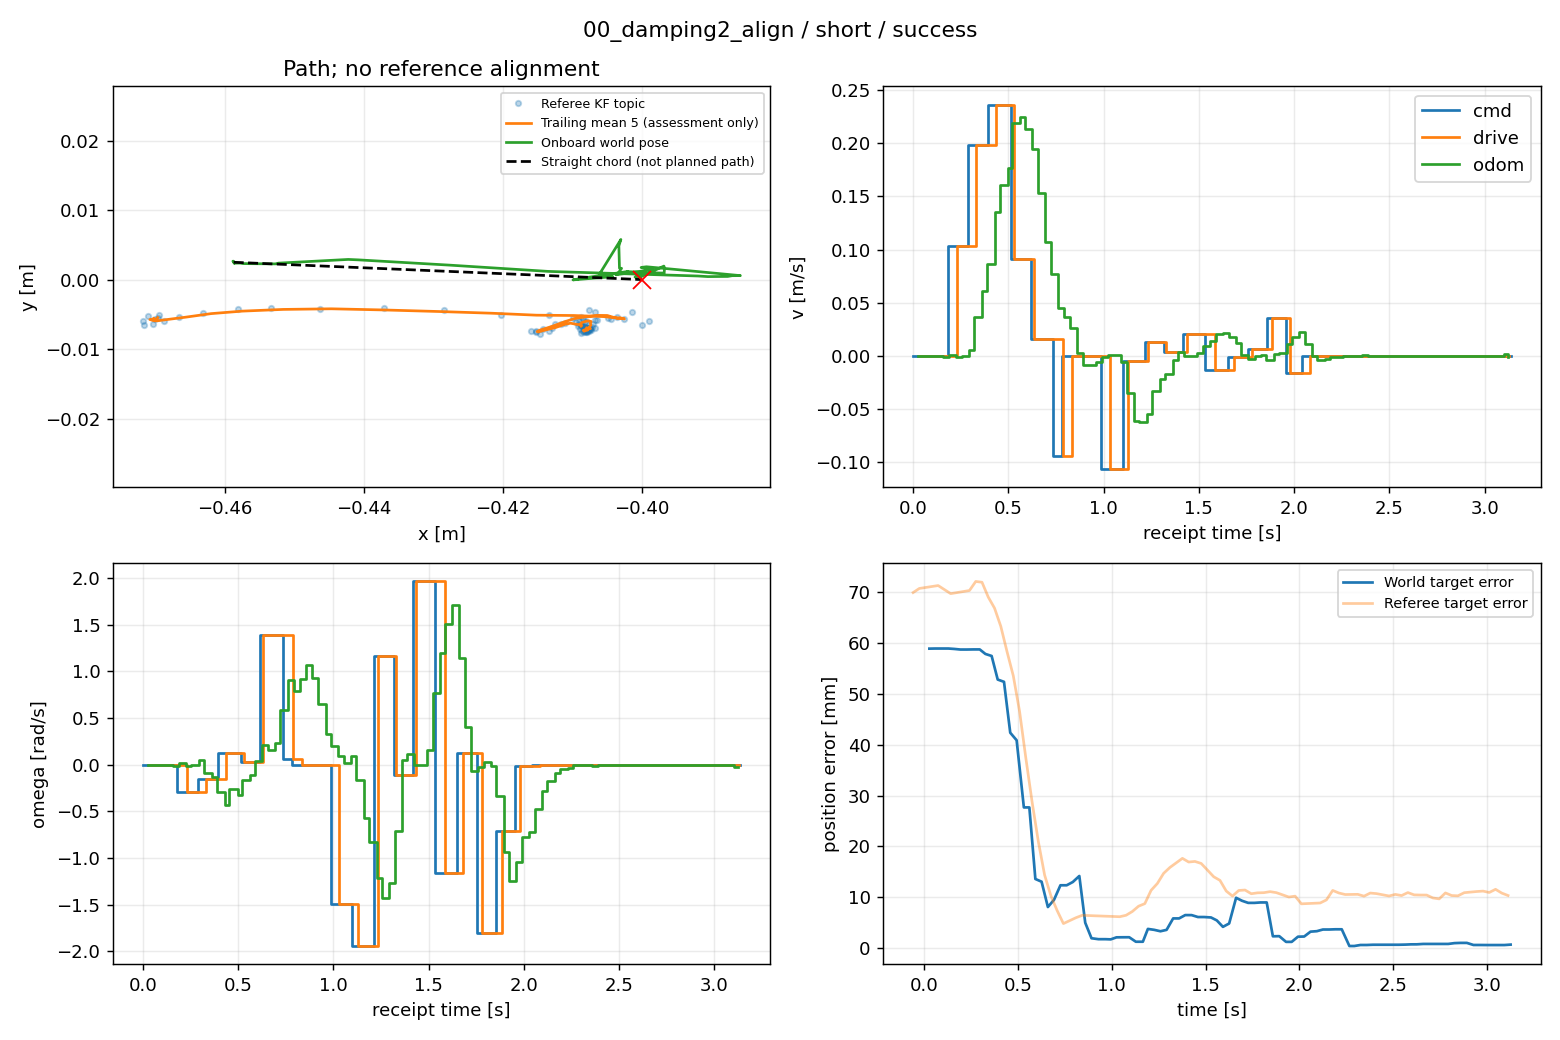 00_damping2_align / short / success
Path; no reference alignment
Referee KF topic
Trailing mean 5 (assessment only)
Onboard world pose
Straight chord (not planned path)
0.02
0.01
0.00
−0.01
−0.02
y [m]
−0.46
−0.44
−0.42
−0.40
x [m]
cmd
drive
odom
0.25
0.20
0.15
0.10
0.05
0.00
−0.05
−0.10
v [m/s]
0.0
0.5
1.0
1.5
2.0
2.5
3.0
receipt time [s]
2.0
1.5
1.0
0.5
0.0
−0.5
−1.0
−1.5
−2.0
omega [rad/s]
0.0
0.5
1.0
1.5
2.0
2.5
3.0
receipt time [s]
World target error
Referee target error
70
60
50
40
30
20
10
0
position error [mm]
0.0
0.5
1.0
1.5
2.0
2.5
3.0
time [s]